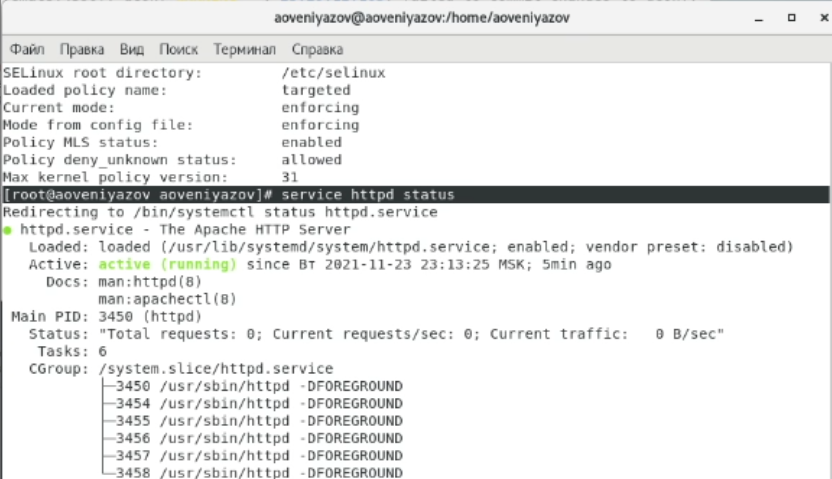 aoveniyazov@aoveniyazov:/home/aoveniyazov
Файл Правка Вид Поиск Терминал Справка
SELinux root directory:         /etc/selinux
Loaded policy name:             targeted
Current mode:                   enforcing
Mode from config file:          enforcing
Policy MLS status:              enabled
Policy deny_unknown status:     allowed
Max kernel policy version:      31
[root@aoveniyazov aoveniyazov]# service httpd status
Redirecting to /bin/systemctl status httpd.service
● httpd.service - The Apache HTTP Server
   Loaded: loaded (/usr/lib/systemd/system/httpd.service; enabled; vendor preset: disabled)
   Active: active (running) since Вт 2021-11-23 23:13:25 MSK; 5min ago
     Docs: man:httpd(8)
           man:apachectl(8)
 Main PID: 3450 (httpd)
   Status: "Total requests: 0; Current requests/sec: 0; Current traffic:   0 B/sec"
    Tasks: 6
   CGroup: /system.slice/httpd.service
           ├─3450 /usr/sbin/httpd -DFOREGROUND
           ├─3454 /usr/sbin/httpd -DFOREGROUND
           ├─3455 /usr/sbin/httpd -DFOREGROUND
           ├─3456 /usr/sbin/httpd -DFOREGROUND
           ├─3457 /usr/sbin/httpd -DFOREGROUND
           └─3458 /usr/sbin/httpd -DFOREGROUND